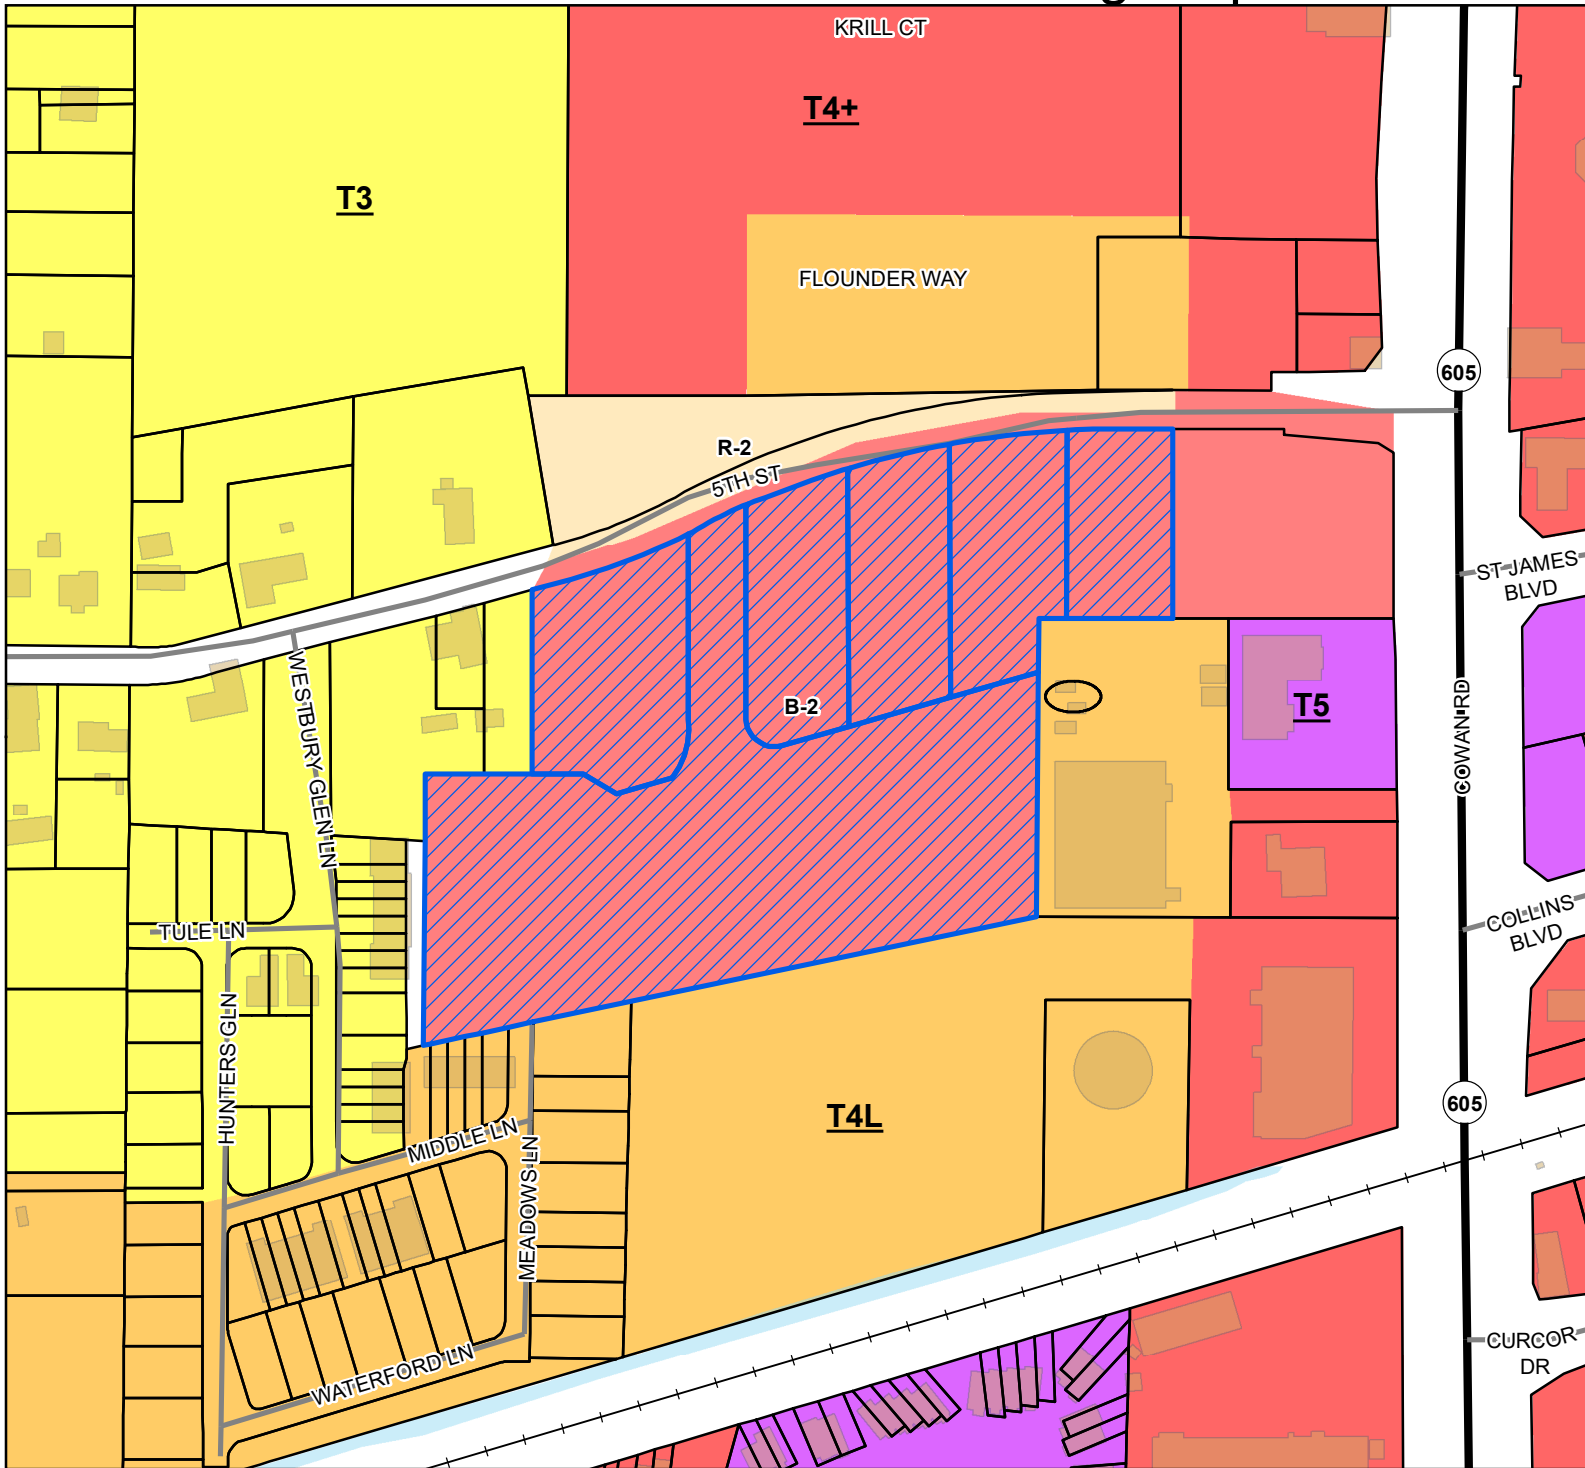 KRILL CT
T4+
T3
FLOUNDER WAY
605
R-2
5TH ST
ST JAMES
BLVD
WESTBURY GLEN LN
B-2
T5
COWAN RD
TULE LN
COLLINS
BLVD
HUNTERS GLN
605
T4L
MIDDLE LN
MEADOWS LN
WATERFORD LN
CURCOR
DR